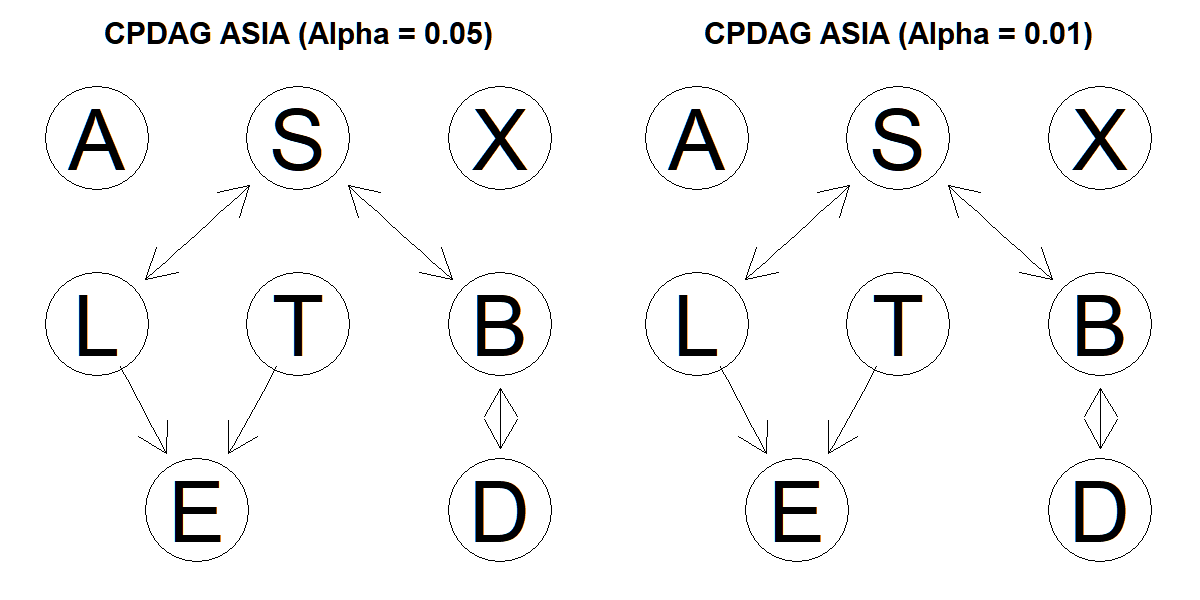 CPDAG ASIA (Alpha = 0.05)
A S X
L T B
E D
CPDAG ASIA (Alpha = 0.01)
A S X
L T B
E D